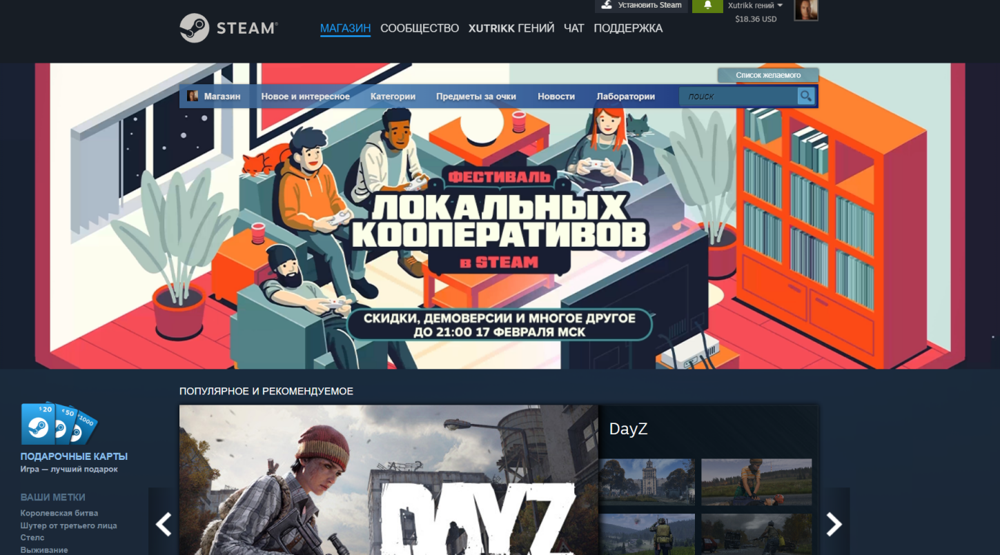 Установить Steam
Xutrikk гений
$18.36 USD
STEAM®
МАГАЗИН СООБЩЕСТВО XUTRIKK ГЕНИЙ ЧАТ ПОДДЕРЖКА
Список желаемого
Магазин Новое и интересное Категории Предметы за очки Новости Лаборатории поиск
ФЕСТИВАЛЬ
ЛОКАЛЬНЫХ
КООПЕРАТИВОВ
В STEAM
СКИДКИ, ДЕМОВЕРСИИ И МНОГОЕ ДРУГОЕ
ДО 21:00 17 ФЕВРАЛЯ МСК
ПОПУЛЯРНОЕ И РЕКОМЕНДУЕМОЕ
$20 €50 1000
ПОДАРОЧНЫЕ КАРТЫ
Игра — лучший подарок
ВАШИ МЕТКИ
Королевская битва
Шутер от третьего лица
Стелс
Выживание
DAYZ
DayZ